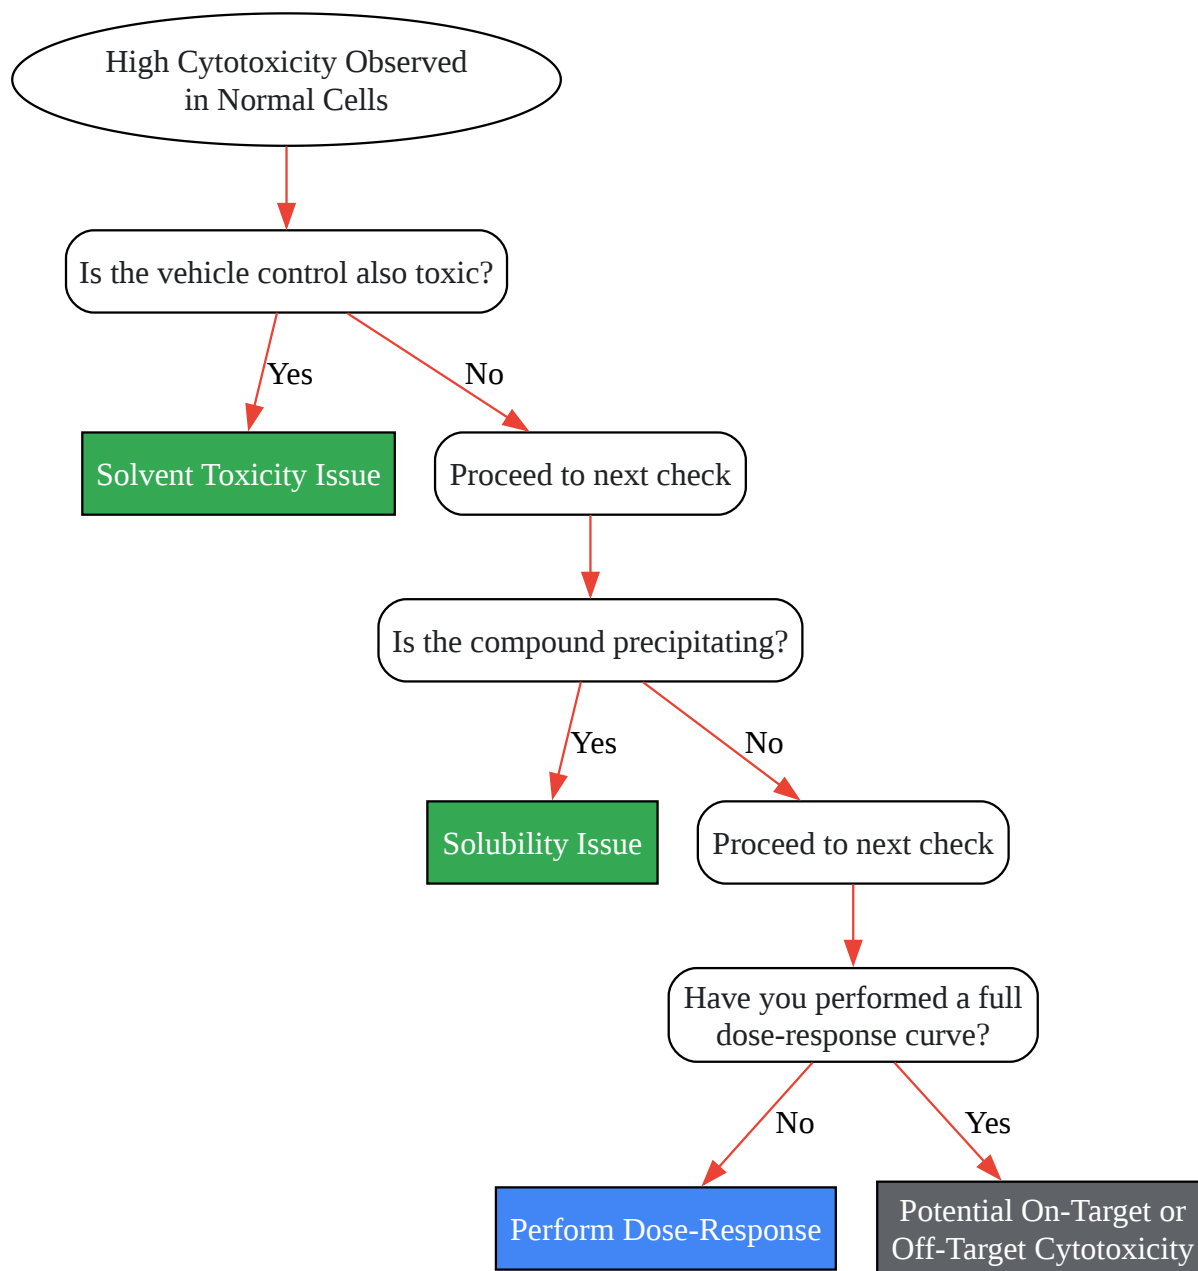 High Cytotoxicity Observed
in Normal Cells
Is the vehicle control also toxic?
Yes
No
Solvent Toxicity Issue
Proceed to next check
Is the compound precipitating?
Yes
No
Solubility Issue
Proceed to next check
Have you performed a full
dose-response curve?
No
Yes
Perform Dose-Response
Potential On-Target or
Off-Target Cytotoxicity